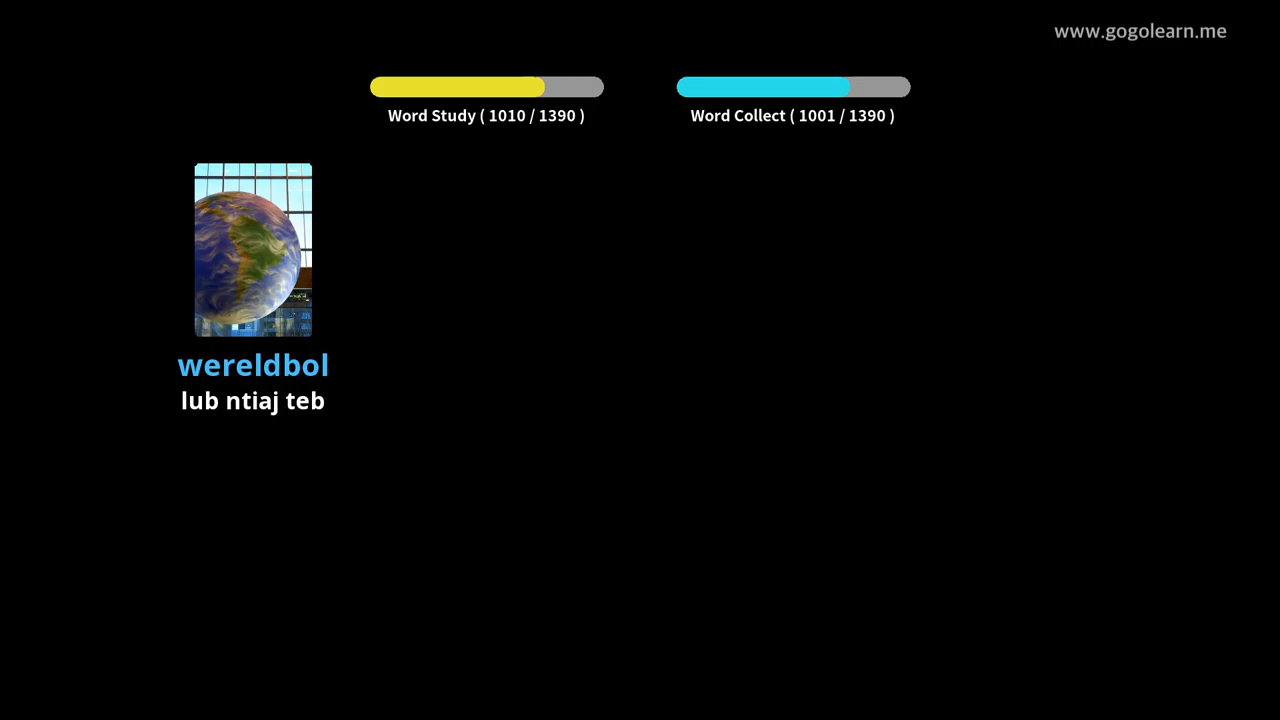 www.gogolearn.me
Word Study ( 1010 / 1390 )
Word Collect ( 1001 / 1390 )
wereldbol
lub ntiaj teb